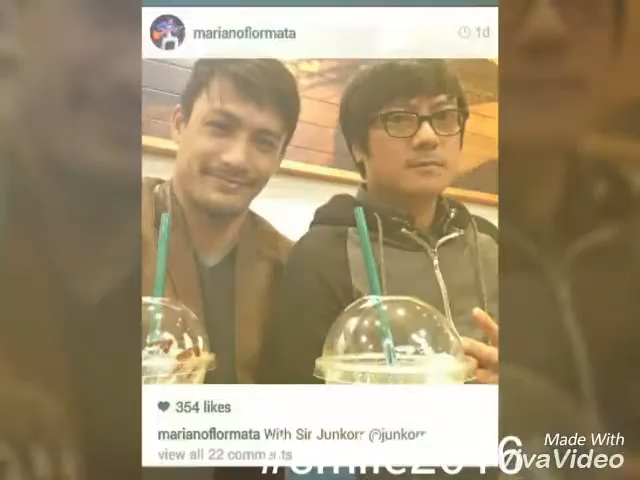 marianoflormata 1d
354 likes
marianoflormata With Sir Junkorr @junkorr
view all 22 comments
Made With
VivaVideo